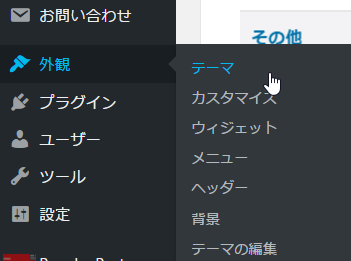 お問い合わせ
外観
プラグイン
ユーザー
ツール
設定
その他
テーマ
カスタマイズ
ウィジェット
メニュー
ヘッダー
背景
テーマの編集